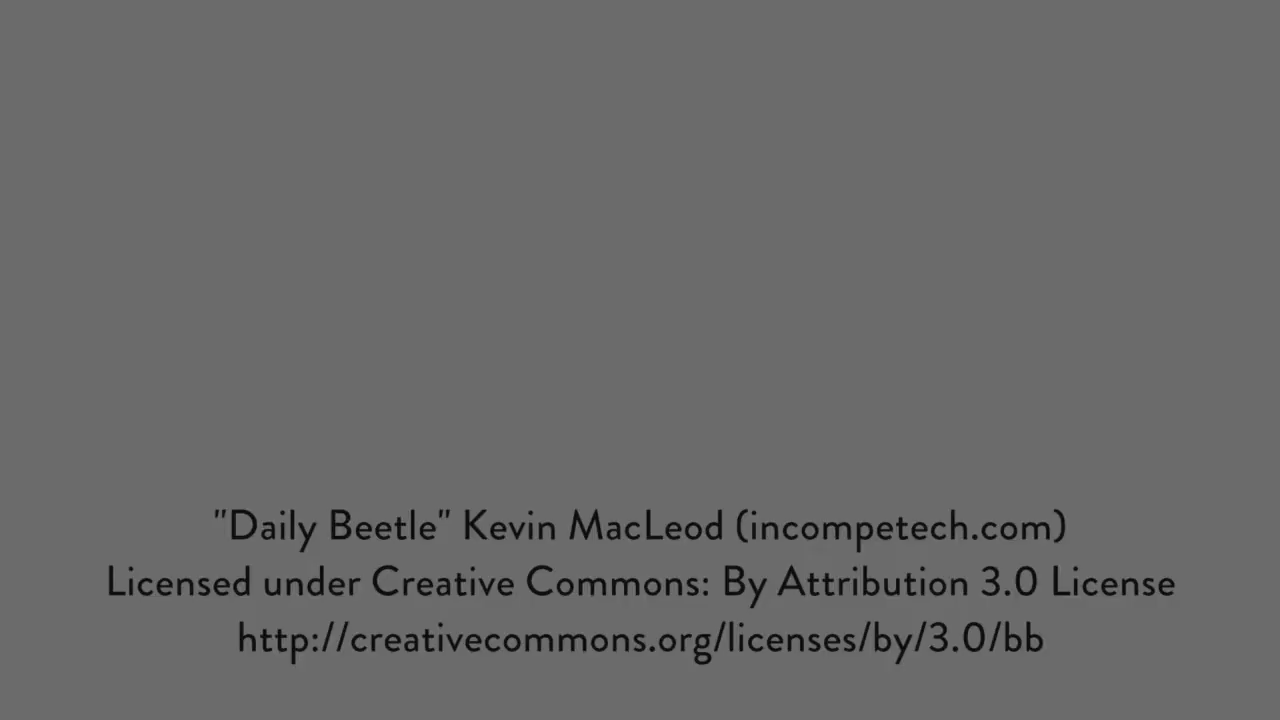 "Daily Beetle" Kevin MacLeod (incompetech.com)
Licensed under Creative Commons: By Attribution 3.0 License
http://creativecommons.org/licenses/by/3.0/bb